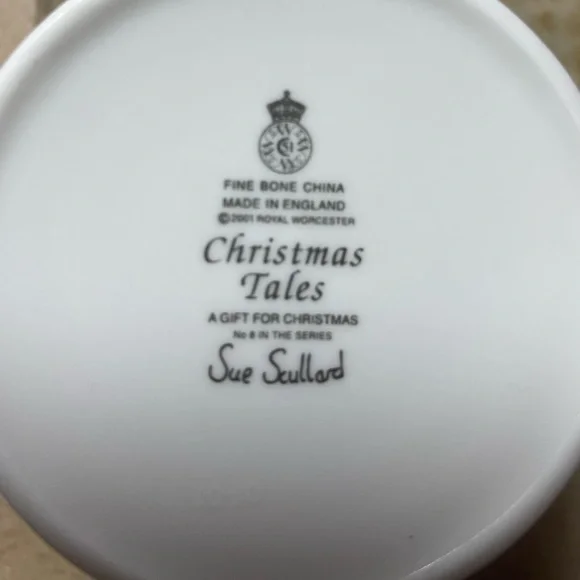 FINE BONE CHINA
MADE IN ENGLAND
©2001 ROYAL WORCESTER
Christmas
Tales
A GIFT FOR CHRISTMAS
No 8 IN THE SERIES
Sue Scullard